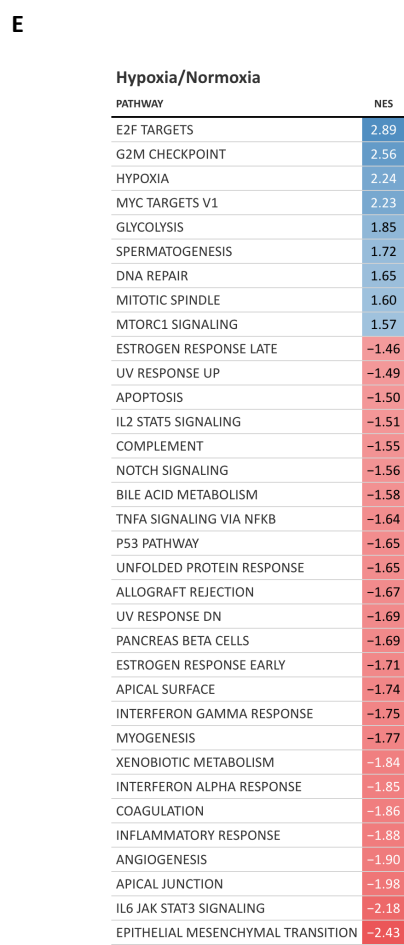 E
Hypoxia/Normoxia
PATHWAY NES
E2F TARGETS 2.89
G2M CHECKPOINT 2.56
HYPOXIA 2.24
MYC TARGETS V1 2.23
GLYCOLYSIS 1.85
SPERMATOGENESIS 1.72
DNA REPAIR 1.65
MITOTIC SPINDLE 1.60
MTORC1 SIGNALING 1.57
ESTROGEN RESPONSE LATE −1.46
UV RESPONSE UP −1.49
APOPTOSIS −1.50
IL2 STAT5 SIGNALING −1.51
COMPLEMENT −1.55
NOTCH SIGNALING −1.56
BILE ACID METABOLISM −1.58
TNFA SIGNALING VIA NFKB −1.64
P53 PATHWAY −1.65
UNFOLDED PROTEIN RESPONSE −1.65
ALLOGRAFT REJECTION −1.67
UV RESPONSE DN −1.69
PANCREAS BETA CELLS −1.69
ESTROGEN RESPONSE EARLY −1.71
APICAL SURFACE −1.74
INTERFERON GAMMA RESPONSE −1.75
MYOGENESIS −1.77
XENOBIOTIC METABOLISM −1.84
INTERFERON ALPHA RESPONSE −1.85
COAGULATION −1.86
INFLAMMATORY RESPONSE −1.88
ANGIOGENESIS −1.90
APICAL JUNCTION −1.98
IL6 JAK STAT3 SIGNALING −2.18
EPITHELIAL MESENCHYMAL TRANSITION −2.43